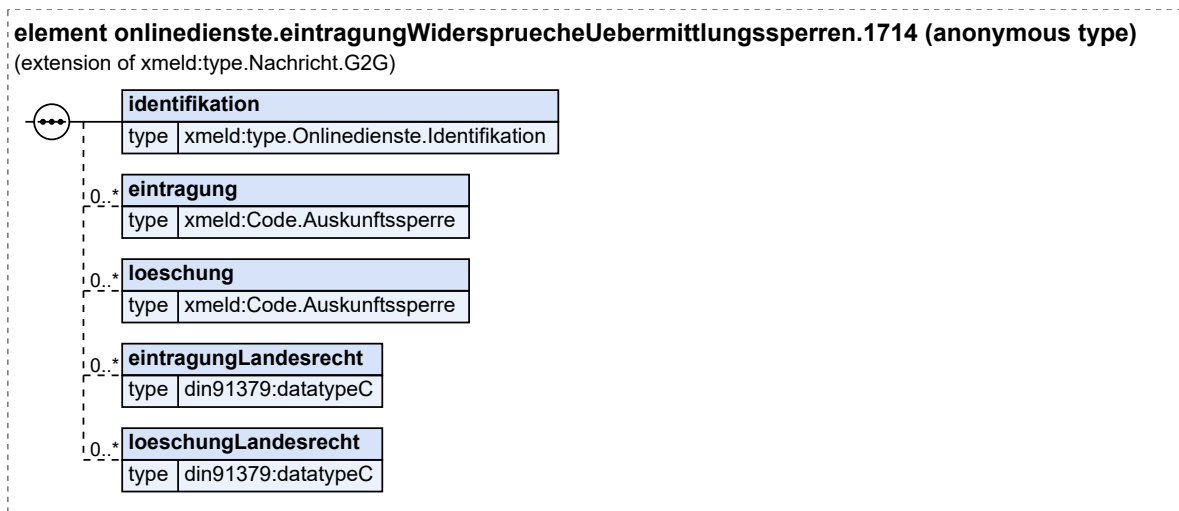 element onlinedienste.eintragungWiderspruecheUebermittlungssperren.1714 (anonymous type)
(extension of xmeld:type.Nachricht.G2G)
identifikation
type xmeld:type.Onlinedienste.Identifikation
0..* eintragung
type xmeld:Code.Auskunftssperre
0..* loeschung
type xmeld:Code.Auskunftssperre
0..* eintragungLandesrecht
type din91379:datatypeC
0..* loeschungLandesrecht
type din91379:datatypeC